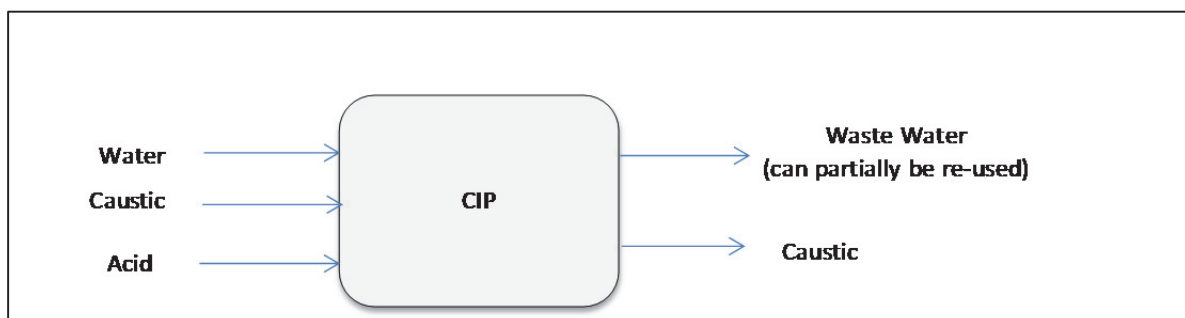 Water
Caustic
Acid
CIP
Waste Water
(can partially be re-used)
Caustic